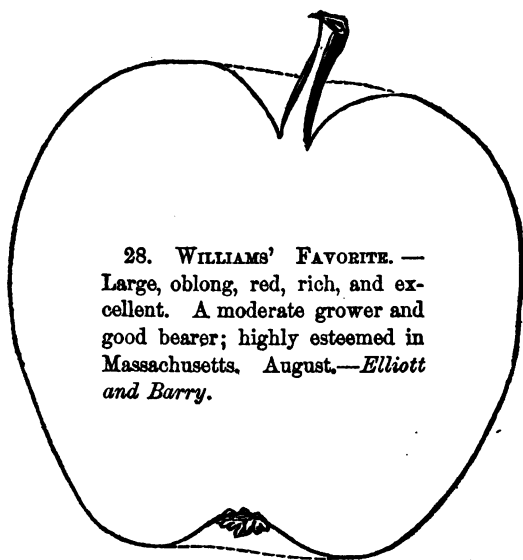 28. WILLIAMS' FAVORITE. —
Large, oblong, red, rich, and ex-
cellent. A moderate grower and
good bearer; highly esteemed in
Massachusetts. August.—Elliott
and Barry.